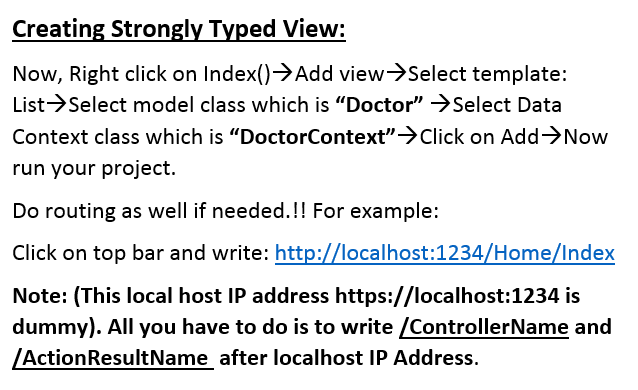 Creating Strongly Typed View:
Now, Right click on Index()→Add view→Select template:
List→Select model class which is “Doctor” →Select Data
Context class which is “DoctorContext”→Click on Add→Now
run your project.
Do routing as well if needed.!! For example:
Click on top bar and write: http://localhost:1234/Home/Index
Note: (This local host IP address https://localhost:1234 is
dummy). All you have to do is to write /ControllerName and
/ActionResultName  after localhost IP Address.